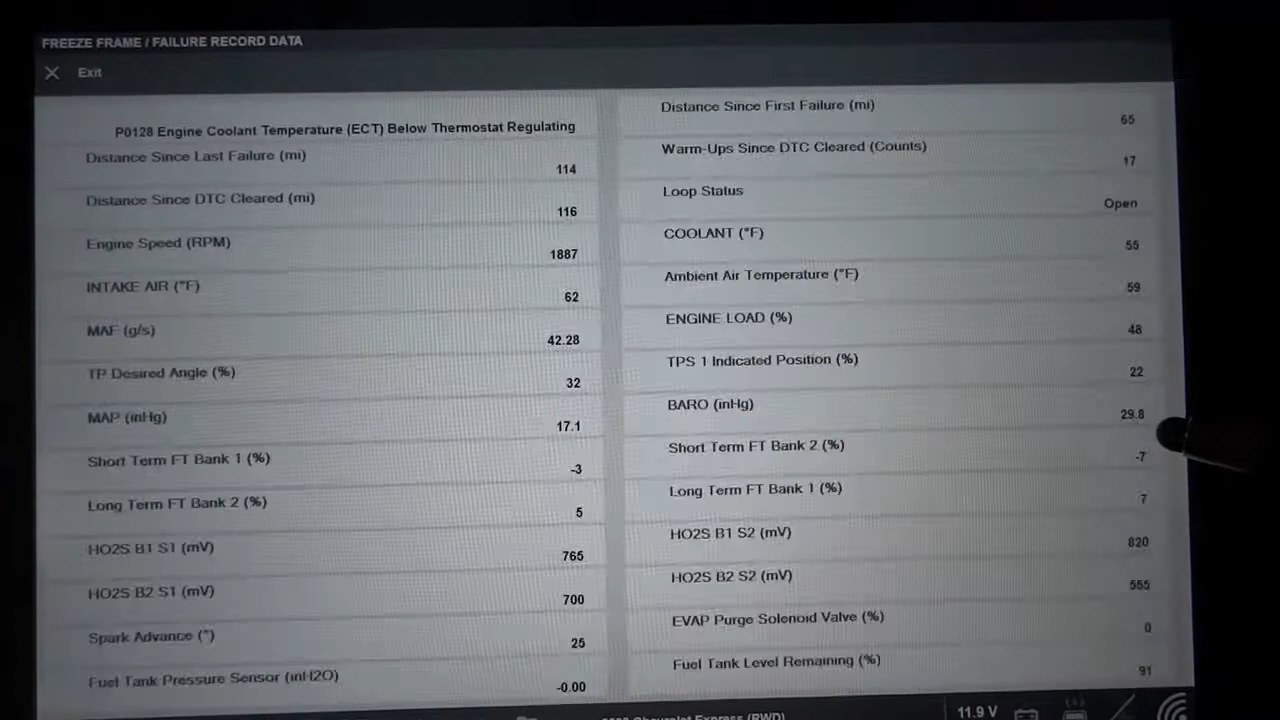 FREEZE FRAME / FAILURE RECORD DATA
Exit
P0128 Engine Coolant Temperature (ECT) Below Thermostat Regulating
Distance Since Last Failure (mi)
114
Distance Since DTC Cleared (mi)
116
Engine Speed (RPM)
1887
INTAKE AIR (°F)
62
MAF (g/s)
42.28
TP Desired Angle (%)
32
MAP (inHg)
17.1
Short Term FT Bank 1 (%)
-3
Long Term FT Bank 2 (%)
5
HO2S B1 S1 (mV)
765
HO2S B2 S1 (mV)
700
Spark Advance (°)
25
Fuel Tank Pressure Sensor (inH2O)
-0.00
Distance Since First Failure (mi)
65
Warm-Ups Since DTC Cleared (Counts)
17
Loop Status
Open
COOLANT (°F)
55
Ambient Air Temperature (°F)
59
ENGINE LOAD (%)
48
TPS 1 Indicated Position (%)
22
BARO (inHg)
29.8
Short Term FT Bank 2 (%)
-7
Long Term FT Bank 1 (%)
7
HO2S B1 S2 (mV)
820
HO2S B2 S2 (mV)
555
EVAP Purge Solenoid Valve (%)
0
Fuel Tank Level Remaining (%)
91
Chevrolet Express (RWD)
11.9 V